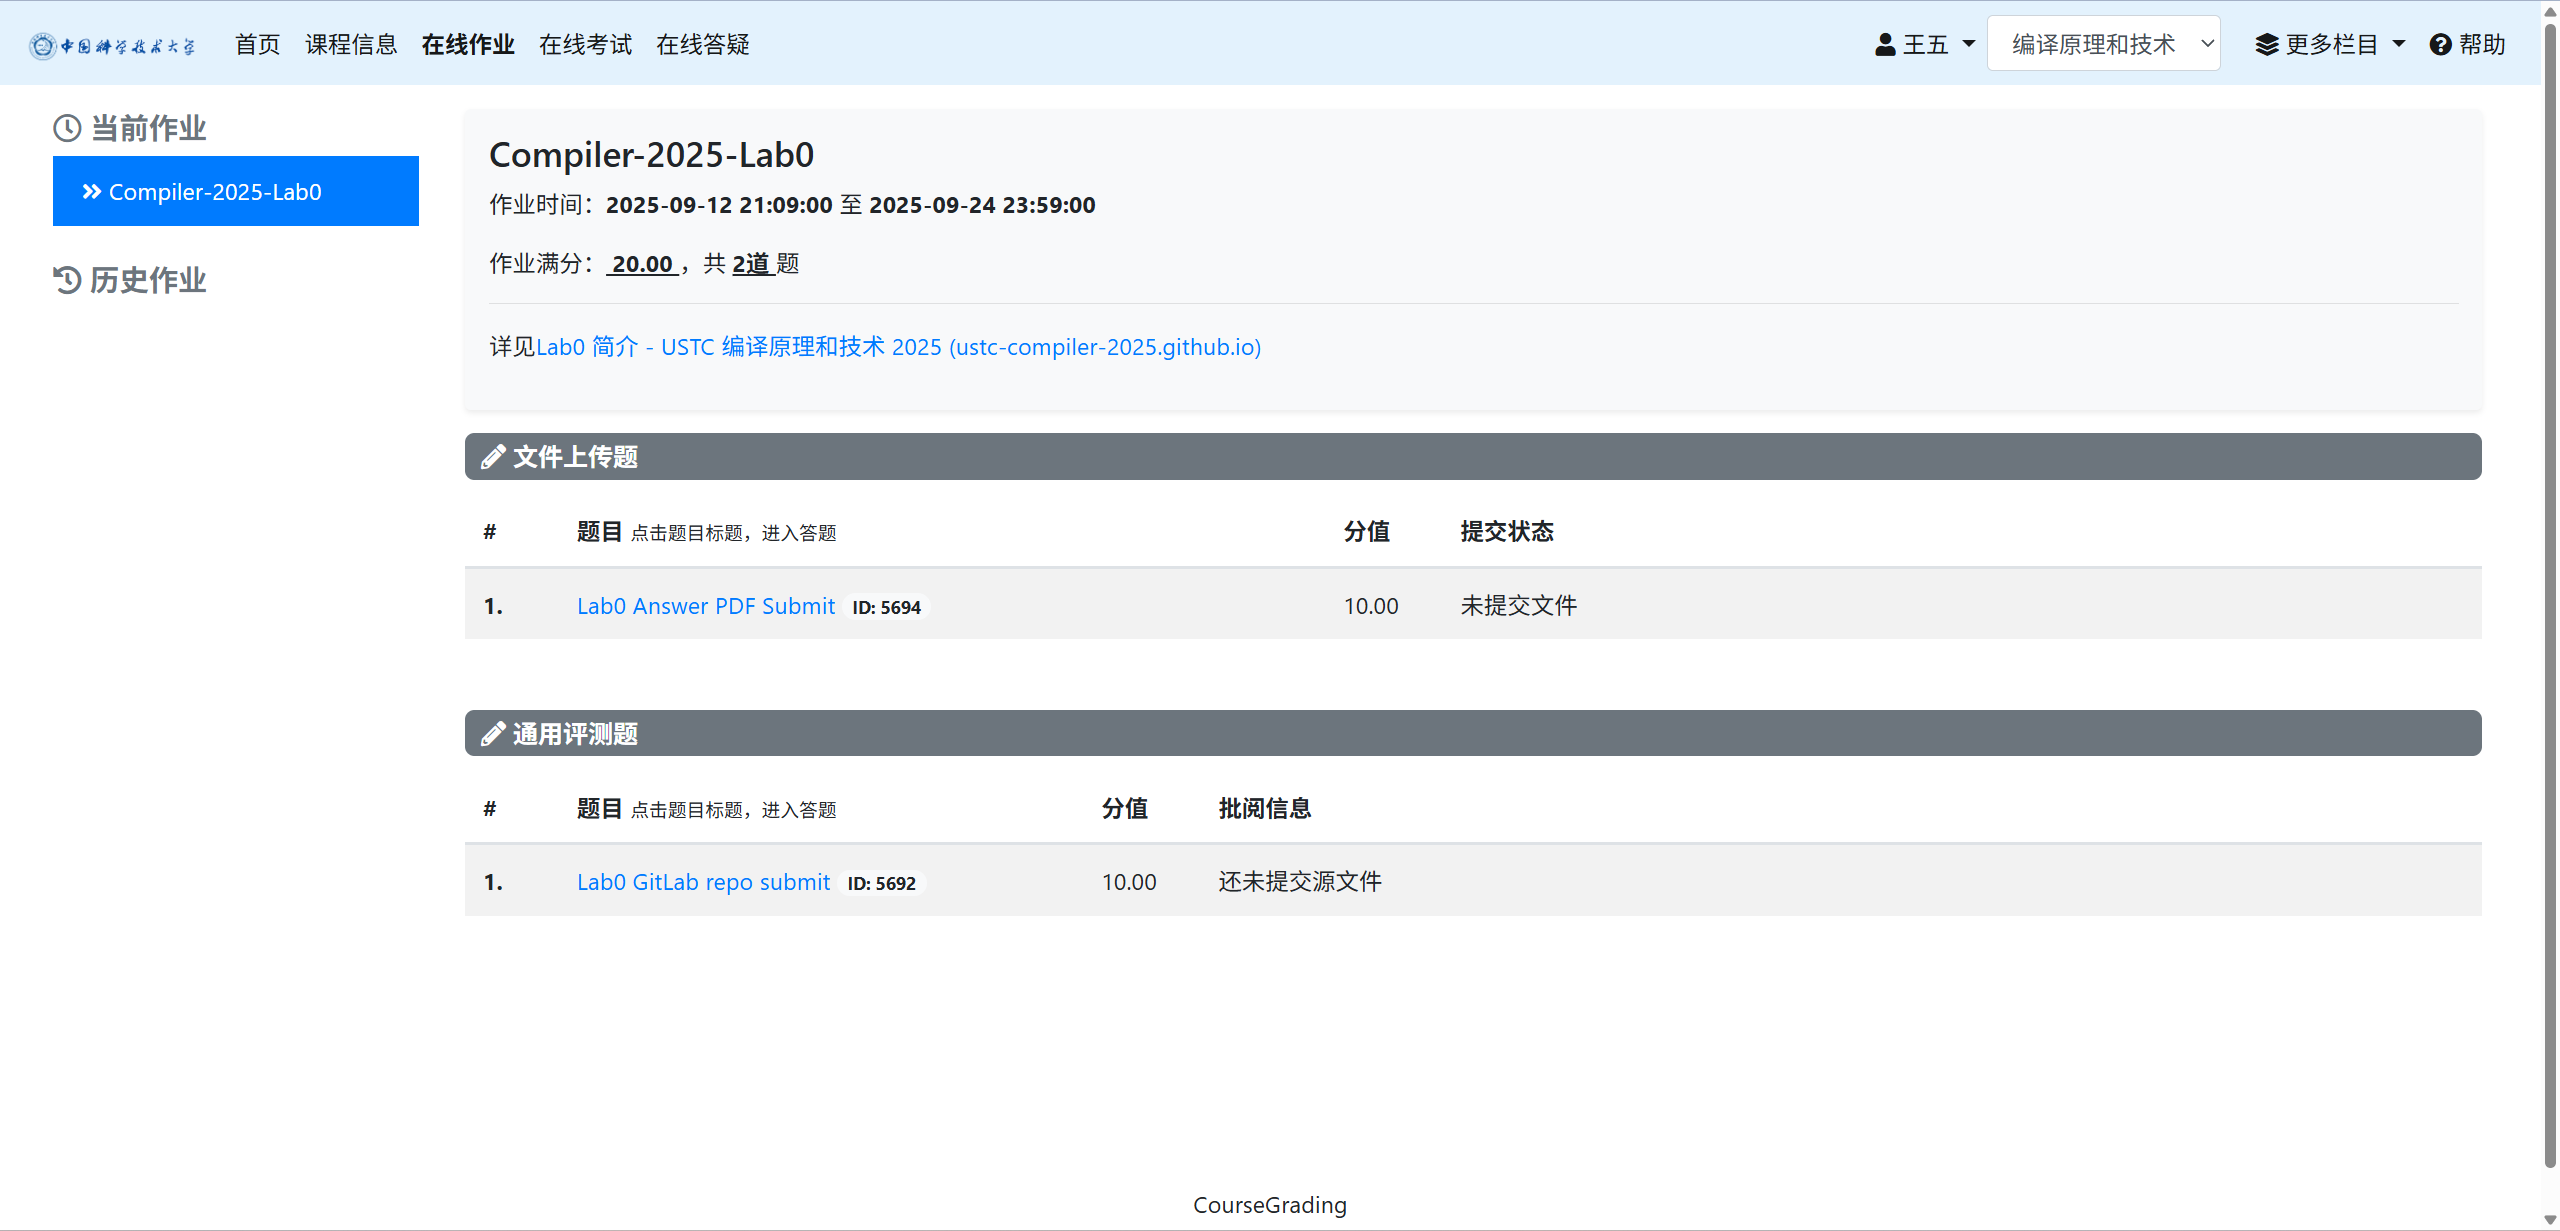 中国科学技术大学 首页 课程信息 在线作业 在线考试 在线答疑 王五 编译原理和技术 更多栏目 帮助
当前作业
Compiler-2025-Lab0
历史作业
Compiler-2025-Lab0
作业时间：2025-09-12 21:09:00 至 2025-09-24 23:59:00
作业满分： 20.00 ，共 2道 题
详见Lab0 简介 - USTC 编译原理和技术 2025 (ustc-compiler-2025.github.io)
文件上传题
# 题目 点击题目标题，进入答题 分值 提交状态
1. Lab0 Answer PDF Submit ID: 5694 10.00 未提交文件
通用评测题
# 题目 点击题目标题，进入答题 分值 批阅信息
1. Lab0 GitLab repo submit ID: 5692 10.00 还未提交源文件
CourseGrading